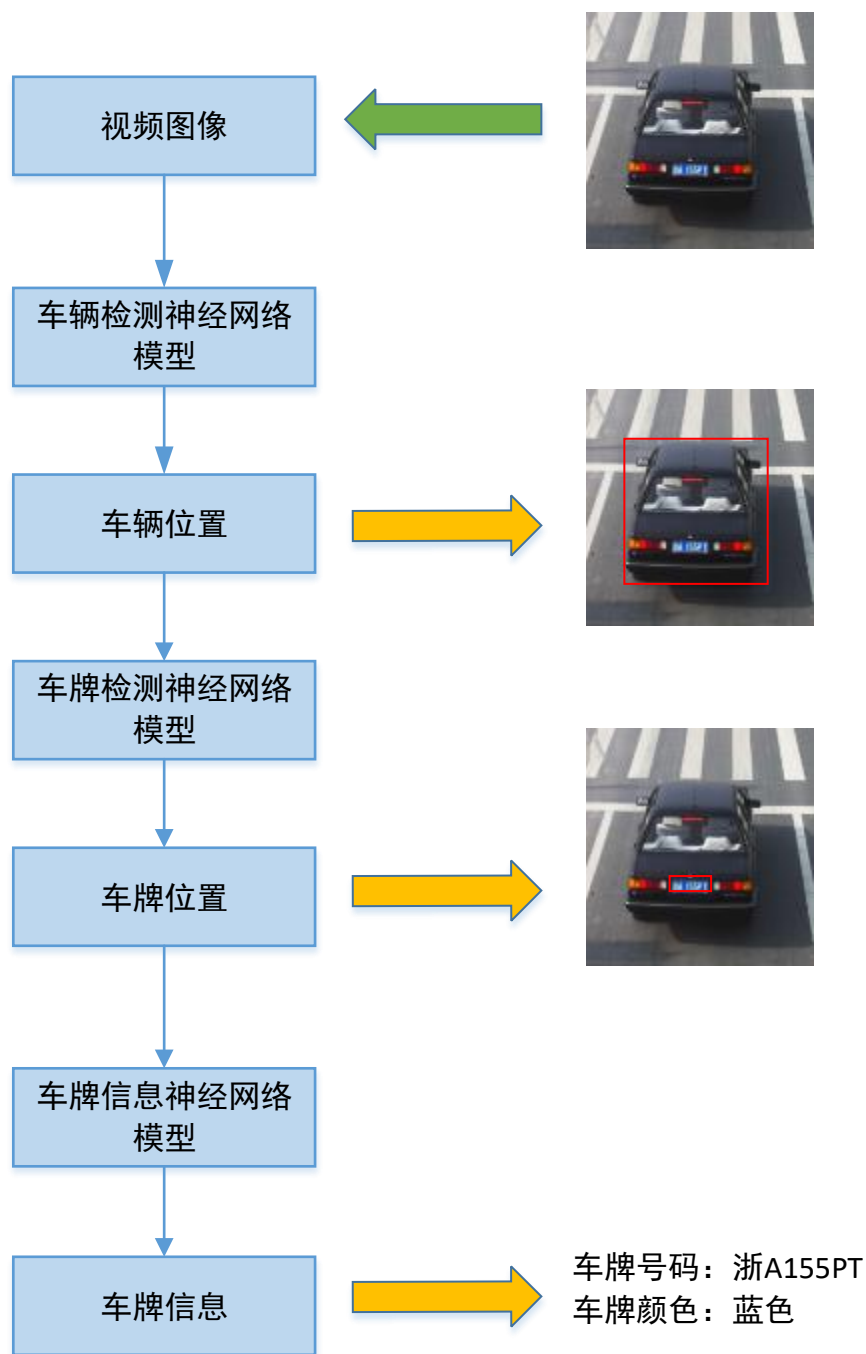 视频图像
车辆检测神经网络
模型
车辆位置
车牌检测神经网络
模型
车牌位置
车牌信息神经网络
模型
车牌信息
车牌号码：浙A155PT
车牌颜色：蓝色